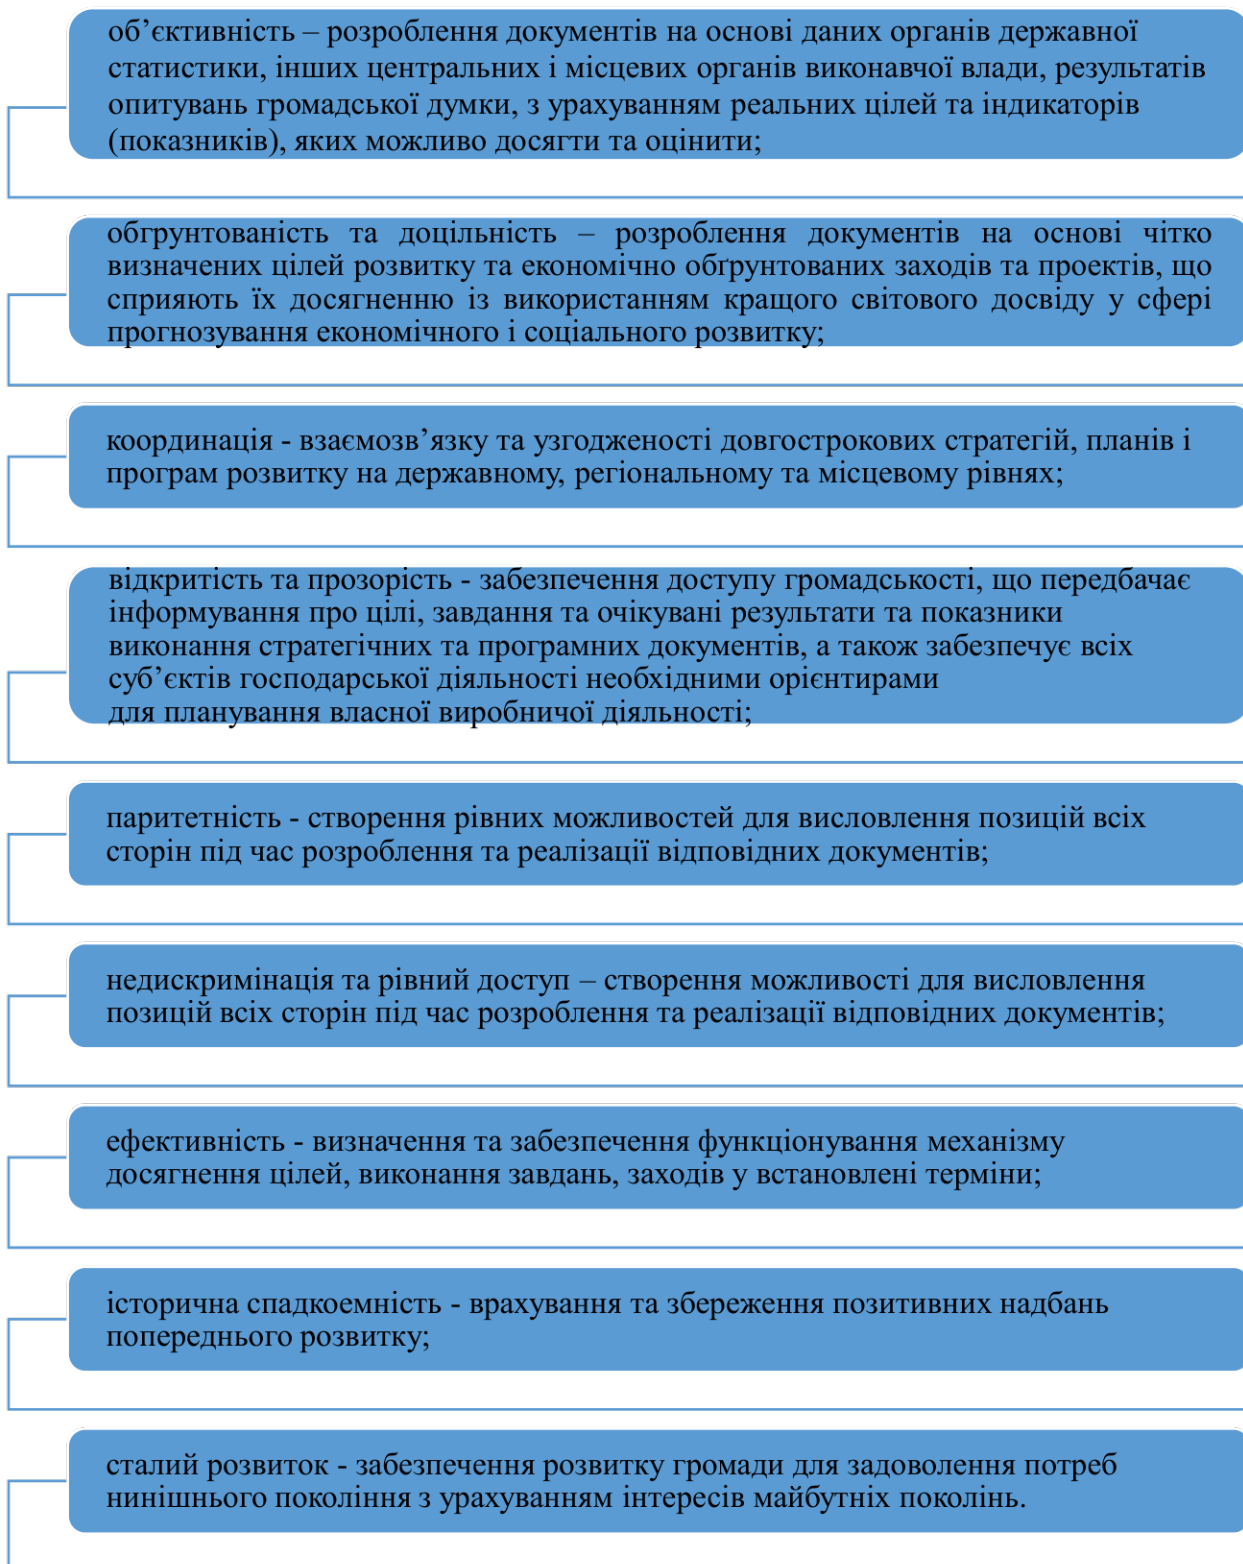 об’єктивність – розроблення документів на основі даних органів державної
статистики, інших центральних і місцевих органів виконавчої влади, результатів
опитувань громадської думки, з урахуванням реальних цілей та індикаторів
(показників), яких можливо досягти та оцінити;
обгрунтованість та доцільність – розроблення документів на основі чітко
визначених цілей розвитку та економічно обґрунтованих заходів та проектів, що
сприяють їх досягненню із використанням кращого світового досвіду у сфері
прогнозування економічного і соціального розвитку;
координація - взаємозв’язку та узгодженості довгострокових стратегій, планів і
програм розвитку на державному, регіональному та місцевому рівнях;
відкритість та прозорість - забезпечення доступу громадськості, що передбачає
інформування про цілі, завдання та очікувані результати та показники
виконання стратегічних та програмних документів, а також забезпечує всіх
суб’єктів господарської діяльності необхідними орієнтирами
для планування власної виробничої діяльності;
паритетність - створення рівних можливостей для висловлення позицій всіх
сторін під час розроблення та реалізації відповідних документів;
недискримінація та рівний доступ – створення можливості для висловлення
позицій всіх сторін під час розроблення та реалізації відповідних документів;
ефективність - визначення та забезпечення функціонування механізму
досягнення цілей, виконання завдань, заходів у встановлені терміни;
історична спадкоемність - врахування та збереження позитивних надбань
попереднього розвитку;
сталий розвиток - забезпечення розвитку громади для задоволення потреб
нинішнього покоління з урахуванням інтересів майбутніх поколінь.